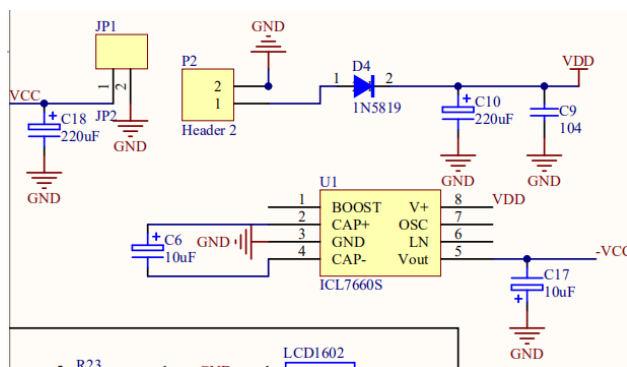 JP1
1
2
VCC
JP2
+
C18
220uF
GND
GND
GND
P2
2
1
Header 2
D4
1
2
1N5819
VDD
+
C10
220uF
C9
104
GND
GND
U1
1 BOOST V+ 8 VDD
2 CAP+ OSC 7
3 GND LN 6
4 CAP- Vout 5
ICL7660S
GND
+
C6
10uF
-VCC
C17
10uF
+
GND
R23
LCD1602